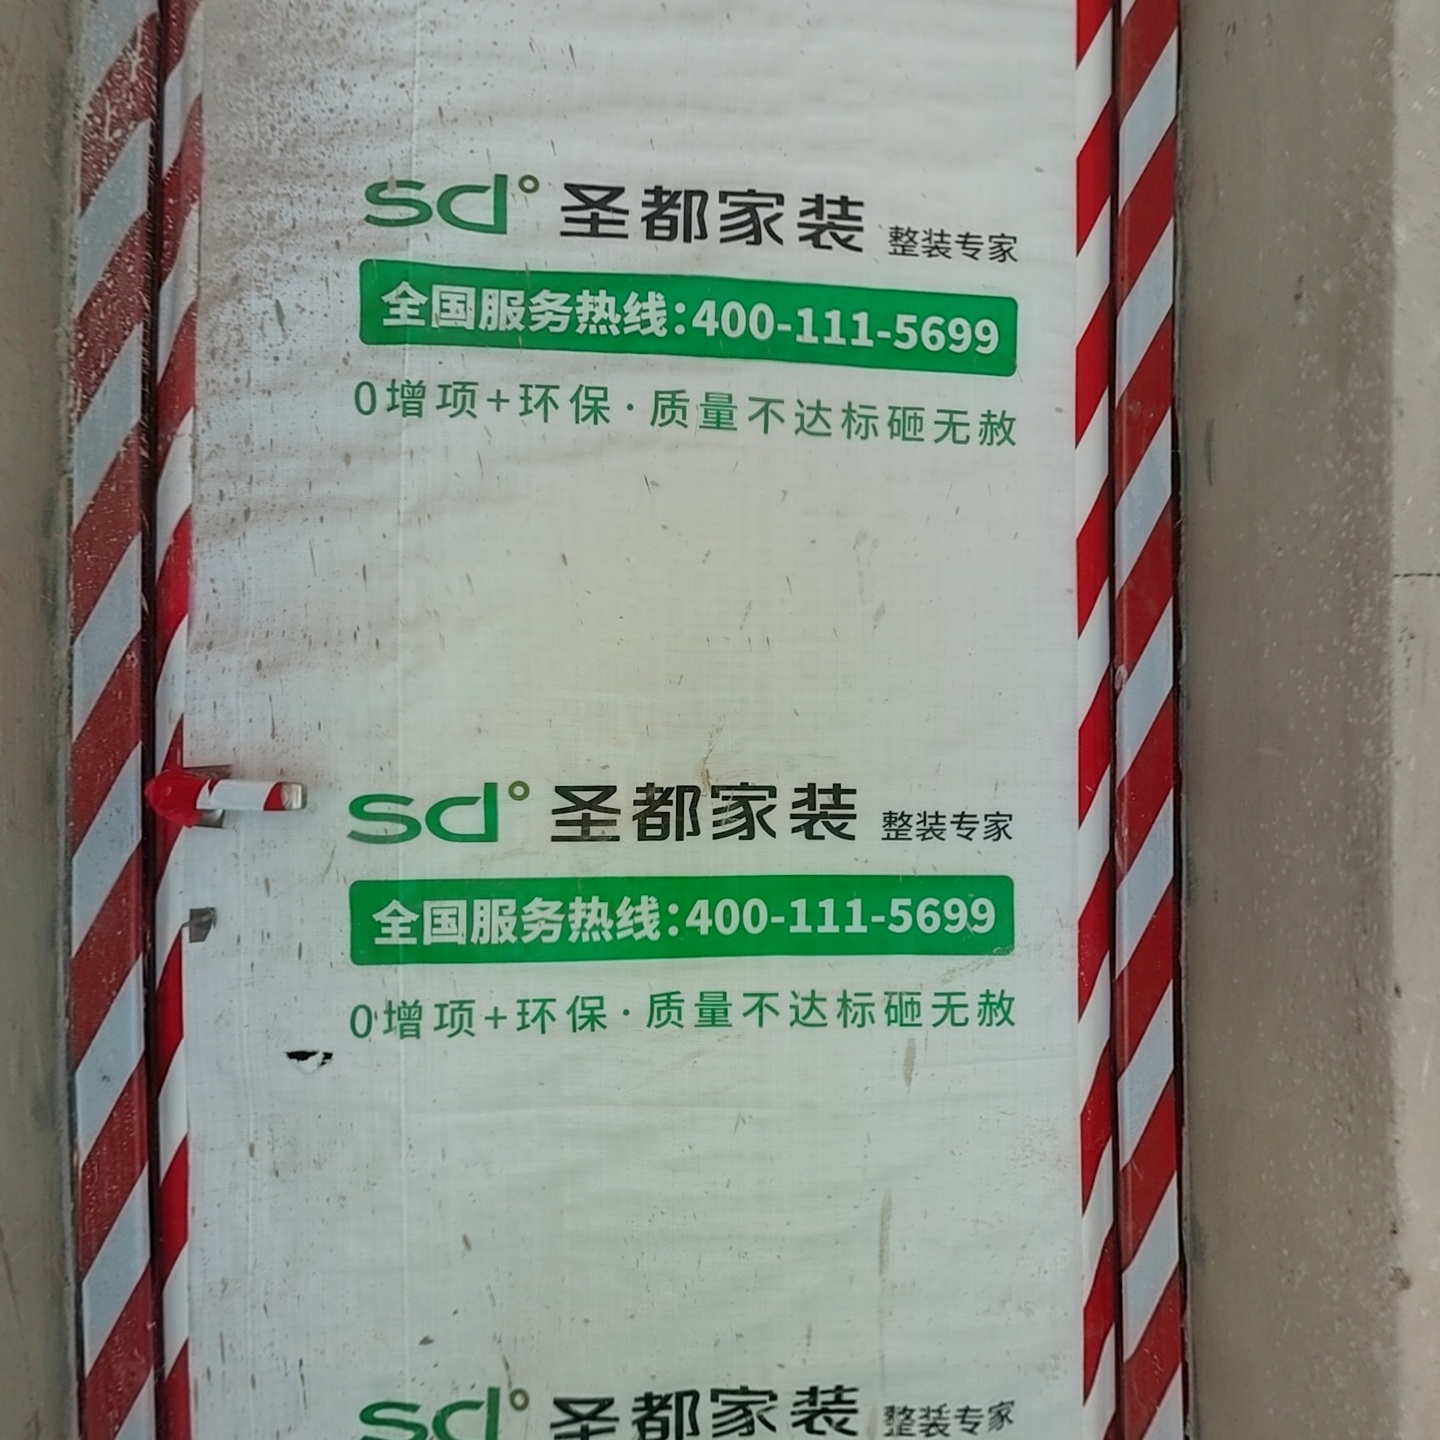 sd° 圣都家装 整装专家
全国服务热线:400-111-5699
0增项+环保·质量不达标砸无赦
sd° 圣都家装 整装专家
全国服务热线:400-111-5699
0增项+环保·质量不达标砸无赦
sd° 圣都家装 整装专家